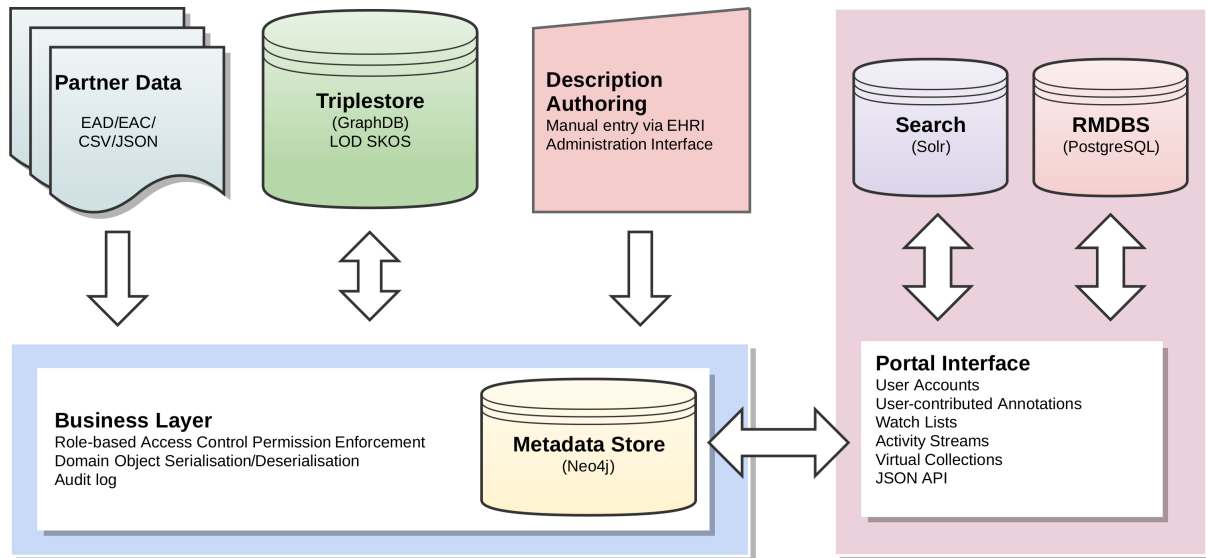 Partner Data
EAD/EAC/
CSV/JSON
Triplestore
(GraphDB)
LOD SKOS
Description
Authoring
Manual entry via EHRI
Administration Interface
Search
(Solr)
RMDBS
(PostgreSQL)
Business Layer
Role-based Access Control Permission Enforcement
Domain Object Serialisation/Deserialisation
Audit log
Metadata Store
(Neo4j)
Portal Interface
User Accounts
User-contributed Annotations
Watch Lists
Activity Streams
Virtual Collections
JSON API